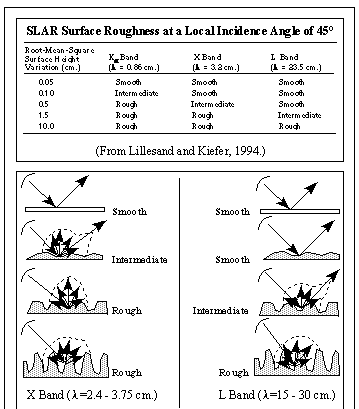 SLAR Surface Roughness at a Local Incidence Angle of 45°
Root-Mean-Square
Surface Height Ka Band X Band L Band
Variation (cm.) (λ = 0.86 cm) (λ = 3.2 cm) (λ = 23.5 cm)
0.05 Smooth Smooth Smooth
0.10 Intermediate Smooth Smooth
0.5 Rough Intermediate Smooth
1.5 Rough Rough Intermediate
10.0 Rough Rough Rough
(From Lillesand and Kiefer, 1994.)
Smooth Smooth
Intermediate Smooth
Rough Intermediate
Rough Rough
X Band (λ=2.4 - 3.75 cm.) L Band (λ=15 - 30 cm.)